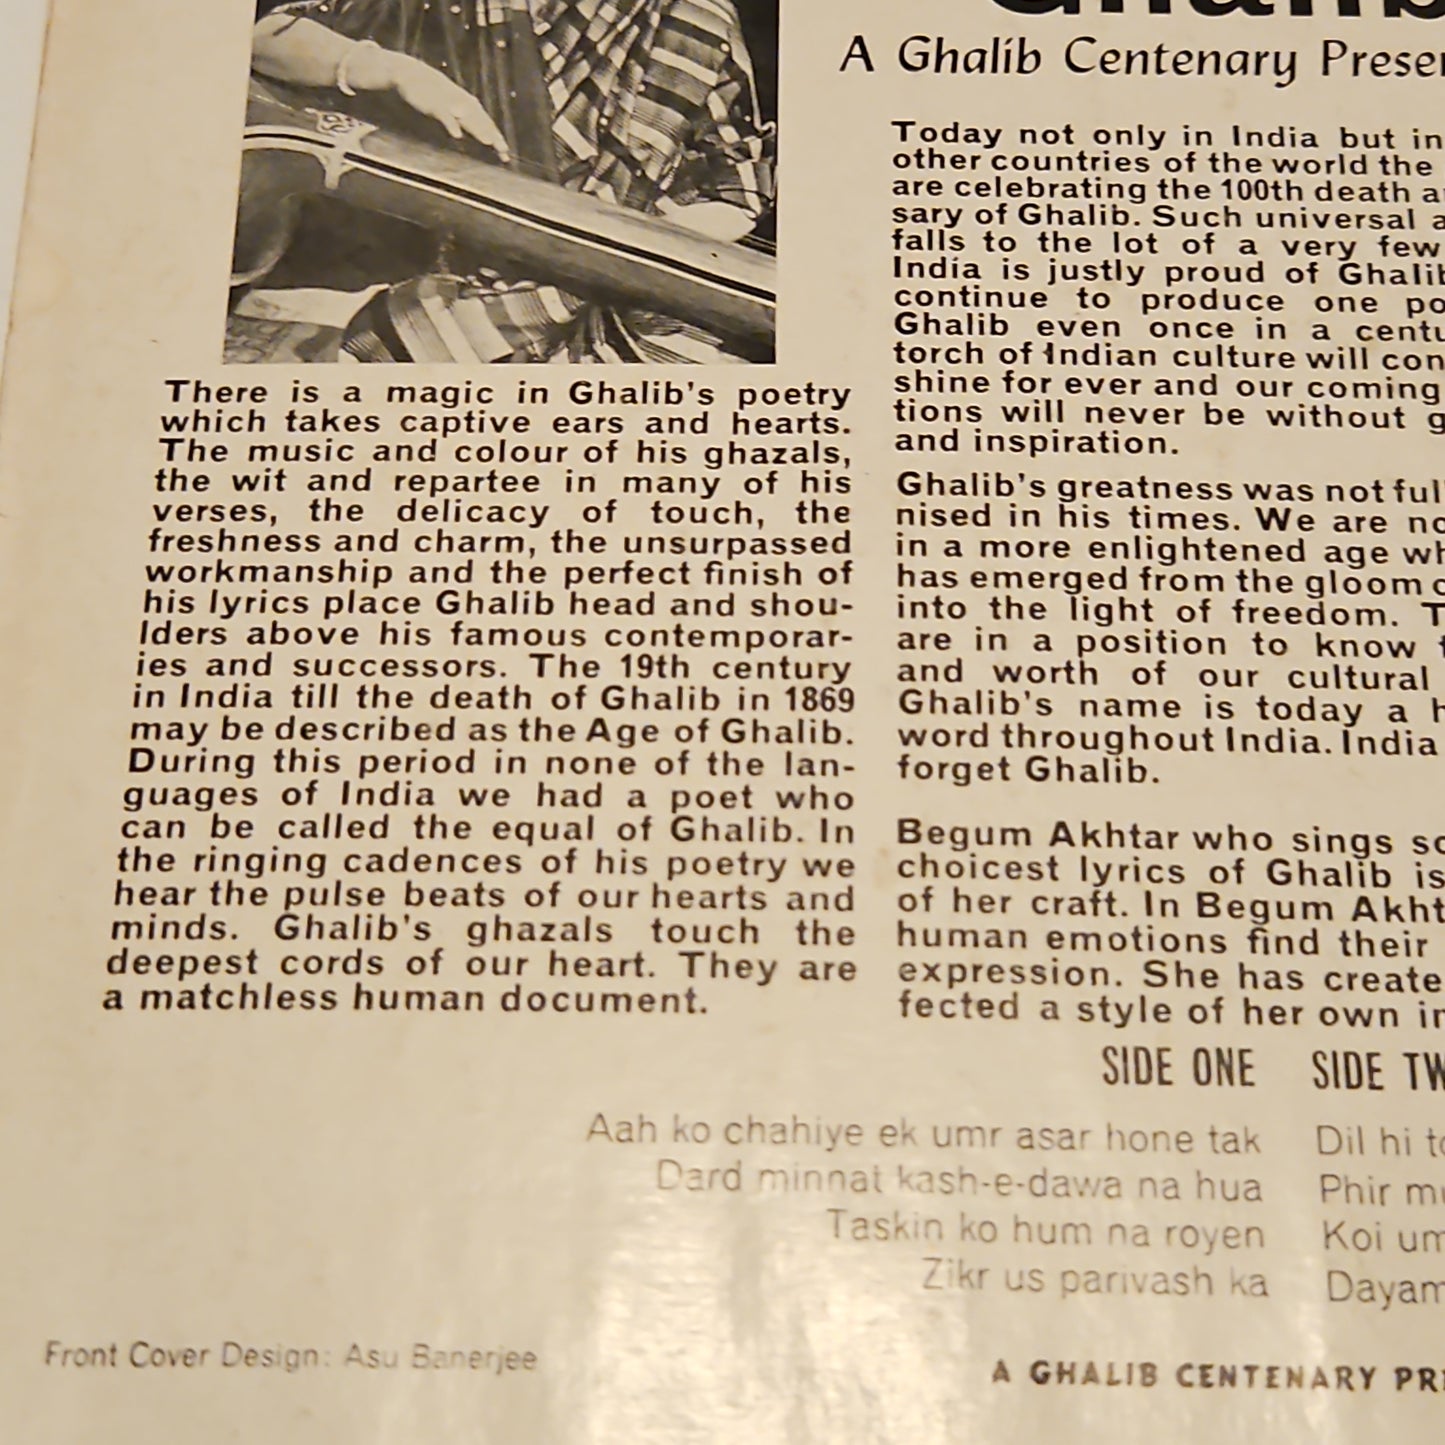 A Ghalib Centenary
There is a magic in Ghalib's poetry
which takes captive ears and hearts.
The music and colour of his ghazals,
the wit and repartee in many of his
verses, the delicacy of touch, the
freshness and charm, the unsurpassed
workmanship and the perfect finish of
his lyrics place Ghalib head and shou-
lders above his famous contemporar-
ies and successors. The 19th century
in India till the death of Ghalib in 1869
may be described as the Age of Ghalib.
During this period in none of the lan-
guages of India we had a poet who
can be called the equal of Ghalib. In
the ringing cadences of his poetry we
hear the pulse beats of our hearts and
minds. Ghalib's ghazals touch the
deepest cords of our heart. They are
a matchless human document.
Today not only in India but in
other countries of the world the
are celebrating the 100th death
sary of Ghalib. Such universal
falls to the lot of a very few
India is justly proud of
continue to produce one
Ghalib even once in a
torch of Indian culture will
shine for ever and our coming
tions will never be without
and inspiration.
Ghalib's greatness was not
nised in his times. We are
in a more enlightened age
has emerged from the gloom
into the light of freedom.
are in a position to know
and worth of our cultural
Ghalib's name is today a
word throughout India. India
forget Ghalib.
Begum Akhtar who sings
choicest lyrics of Ghalib is
of her craft. In Begum
human emotions find their
expression. She has
fected a style of her own
SIDE ONE
Aah ko chahiye ek umr asar hone tak
Dard minnat kash-e-dawa na hua
Taskin ko hum na royen
Zikr us parivash ka
SIDE
Dil hi
Phir
Koi
Front Cover Design: Asu Banerjee
A GHALIB CENTENARY